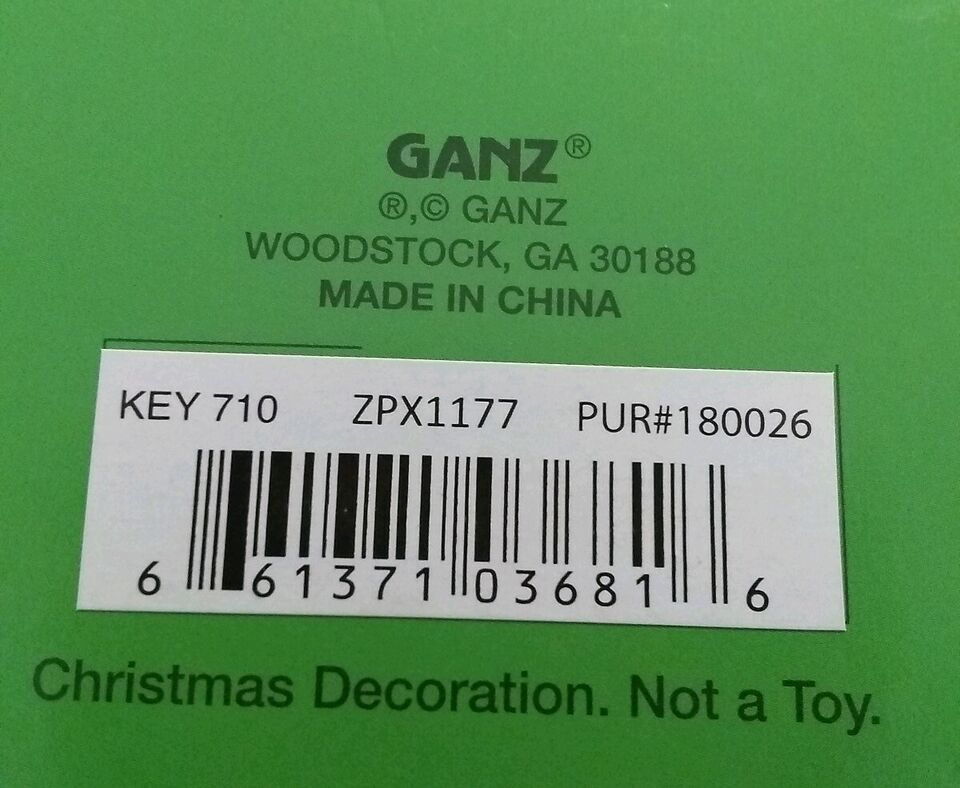 GANZ®
®,© GANZ
WOODSTOCK, GA 30188
MADE IN CHINA
KEY 710 ZPX1177 PUR#180026
6 61371 03681 6
Christmas Decoration. Not a Toy.